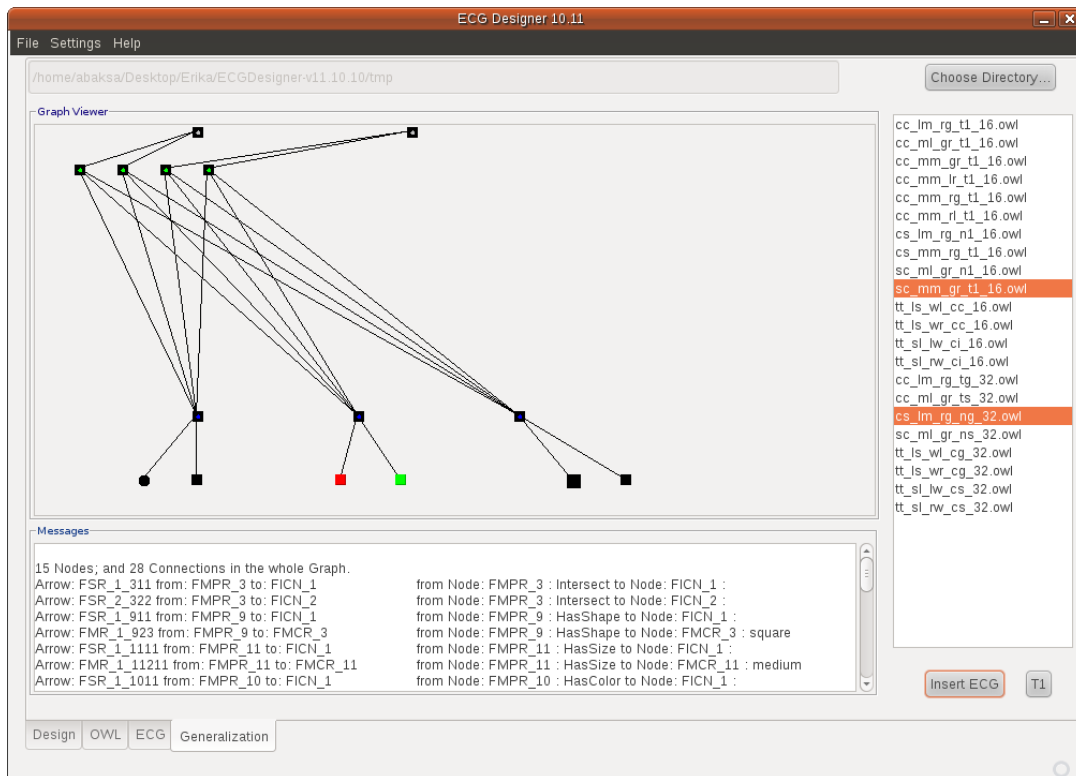 ECG Designer 10.11
File Settings Help
/home/abaksa/Desktop/Erika/ECGDesigner-v11.10.10/tmp
Choose Directory...
Graph Viewer
cc_lm_rg_t1_16.owl
cc_ml_gr_t1_16.owl
cc_mm_gr_t1_16.owl
cc_mm_lr_t1_16.owl
cc_mm_rg_t1_16.owl
cc_mm_rl_t1_16.owl
cs_lm_rg_n1_16.owl
cs_mm_rg_t1_16.owl
sc_ml_gr_n1_16.owl
sc_mm_gr_t1_16.owl
tt_ls_wl_cc_16.owl
tt_ls_wr_cc_16.owl
tt_sl_lw_ci_16.owl
tt_sl_rw_ci_16.owl
cc_lm_rg_tg_32.owl
cc_ml_gr_ts_32.owl
cs_lm_rg_ng_32.owl
sc_ml_gr_ns_32.owl
tt_ls_wl_cg_32.owl
tt_ls_wr_cg_32.owl
tt_sl_lw_cs_32.owl
tt_sl_rw_cs_32.owl
Messages
15 Nodes; and 28 Connections in the whole Graph.
Arrow: FSR_1_311 from: FMPR_3 to: FICN_1 from Node: FMPR_3 : Intersect to Node: FICN_1 :
Arrow: FSR_2_322 from: FMPR_3 to: FICN_2 from Node: FMPR_3 : Intersect to Node: FICN_2 :
Arrow: FSR_1_911 from: FMPR_9 to: FICN_1 from Node: FMPR_9 : HasShape to Node: FICN_1 :
Arrow: FMR_1_923 from: FMPR_9 to: FMCR_3 from Node: FMPR_9 : HasShape to Node: FMCR_3 : square
Arrow: FSR_1_1111 from: FMPR_11 to: FICN_1 from Node: FMPR_11 : HasSize to Node: FICN_1 :
Arrow: FMR_1_11211 from: FMPR_11 to: FMCR_11 from Node: FMPR_11 : HasSize to Node: FMCR_11 : medium
Arrow: FSR_1_1011 from: FMPR_10 to: FICN_1 from Node: FMPR_10 : HasColor to Node: FICN_1 :
Insert ECG T1
Design OWL ECG Generalization